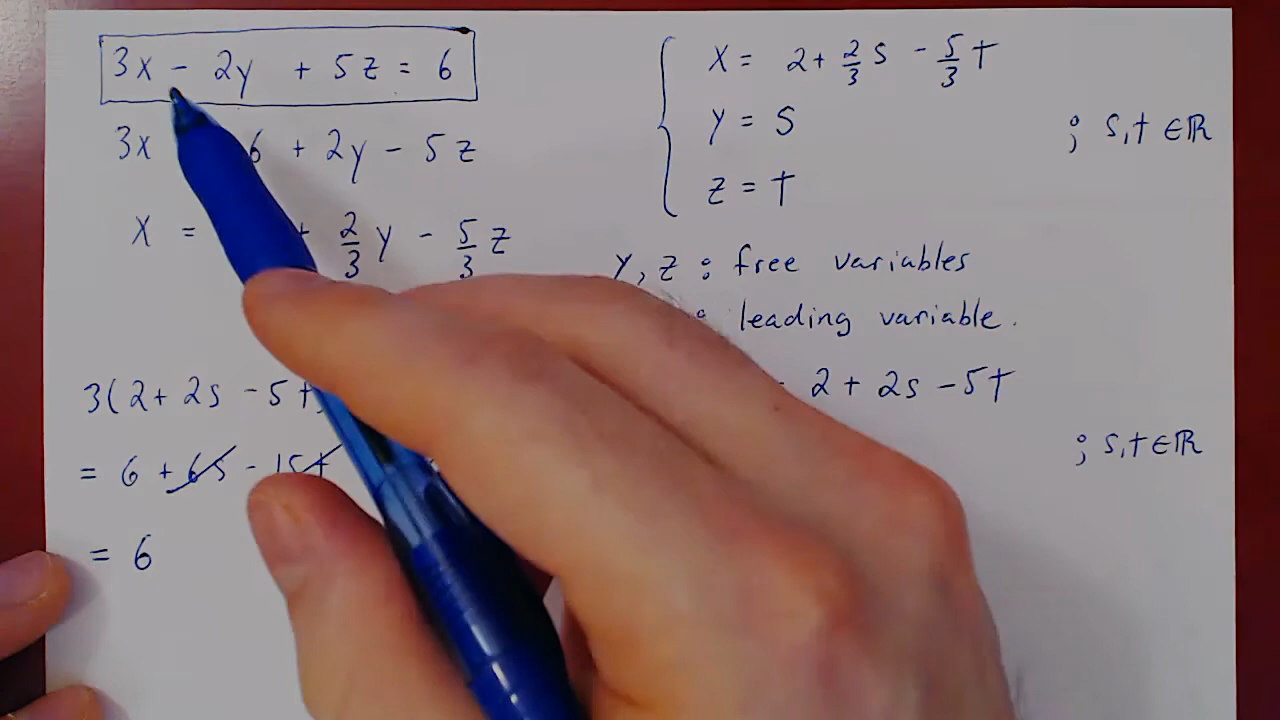 3x - 2y + 5z = 6
3x 6 + 2y - 5z
x = + 2/3 y - 5/3 z
3(2 + 2s - 5t)
= 6 + 6s - 15t
= 6
x = 2 + 2/3 s - 5/3 t
y = s ; s,t ∈ ℝ
z = t
y, z : free variables
: leading variable.
2 + 2s - 5t
; s,t ∈ ℝ